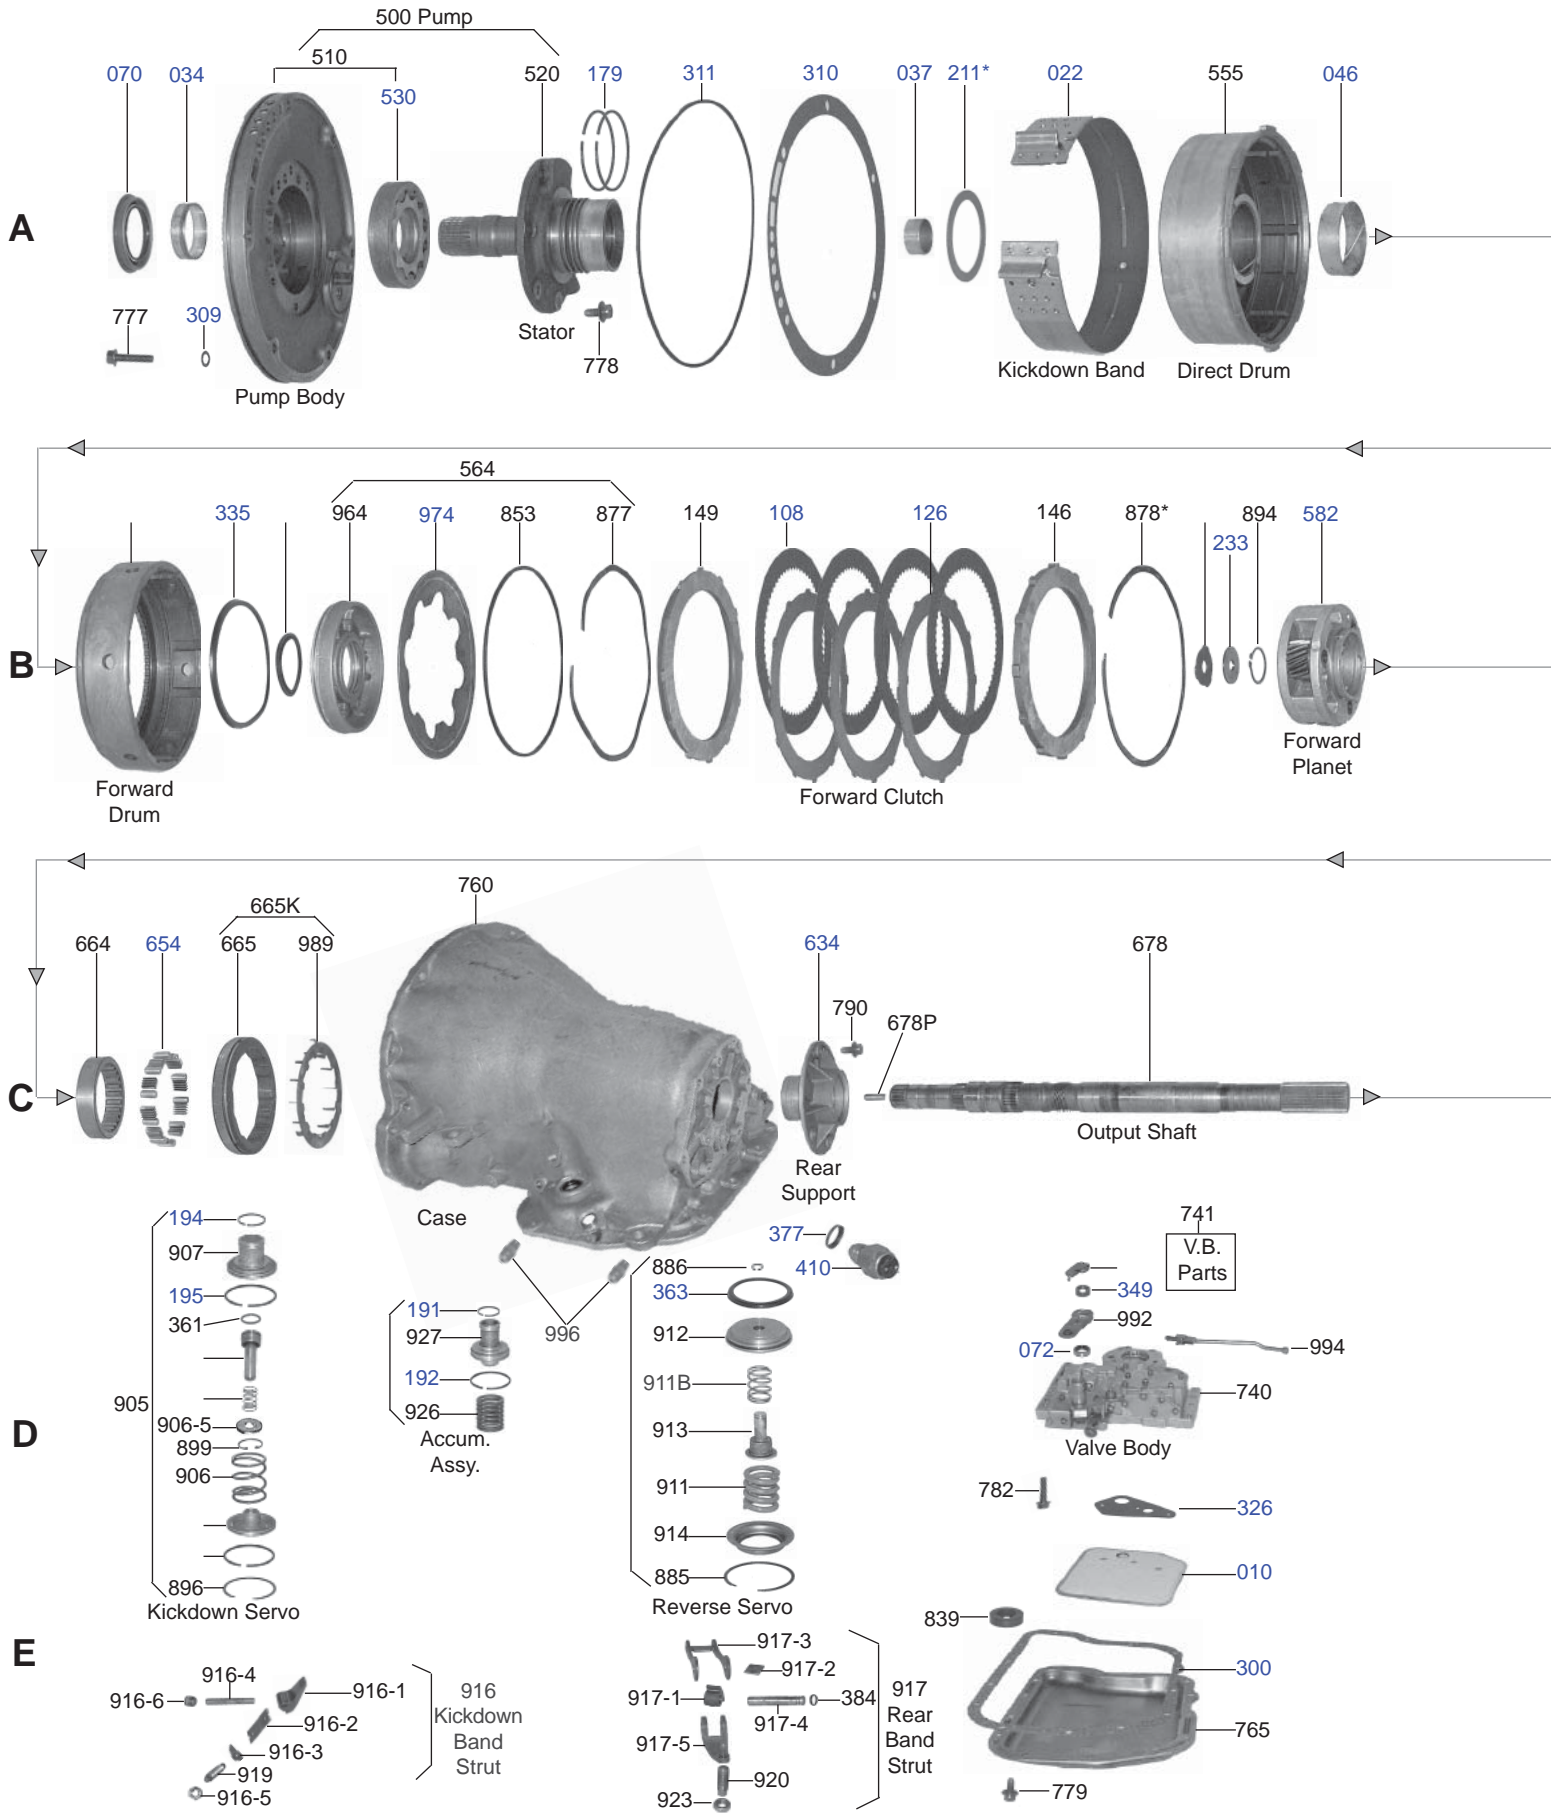 500 Pump
510
070
034
530
520
179
311
310
037
211*
022
555
046
A
777
309
Stator
778
Pump Body
Kickdown Band
Direct Drum
564
335
964
974
853
877
149
108
126
146
878*
233
894
582
B
Forward
Drum
Forward Clutch
Forward
Planet
760
665K
664
654
665
989
634
790
678P
678
C
Output Shaft
Rear
Support
Case
194
907
195
361
905
906-5
899
906
896
Kickdown Servo
D
191
927
192
926
Accum.
Assy.
996
377
410
886
363
912
911B
913
911
914
885
Reverse Servo
741
V.B.
Parts
349
992
072
994
740
Valve Body
782
326
010
839
300
765
779
E
916-4
916-6
916-1
916-2
916-3
919
916-5
916
Kickdown
Band
Strut
917-3
917-2
917-1
384
917-4
917-5
920
923
917
Rear
Band
Strut